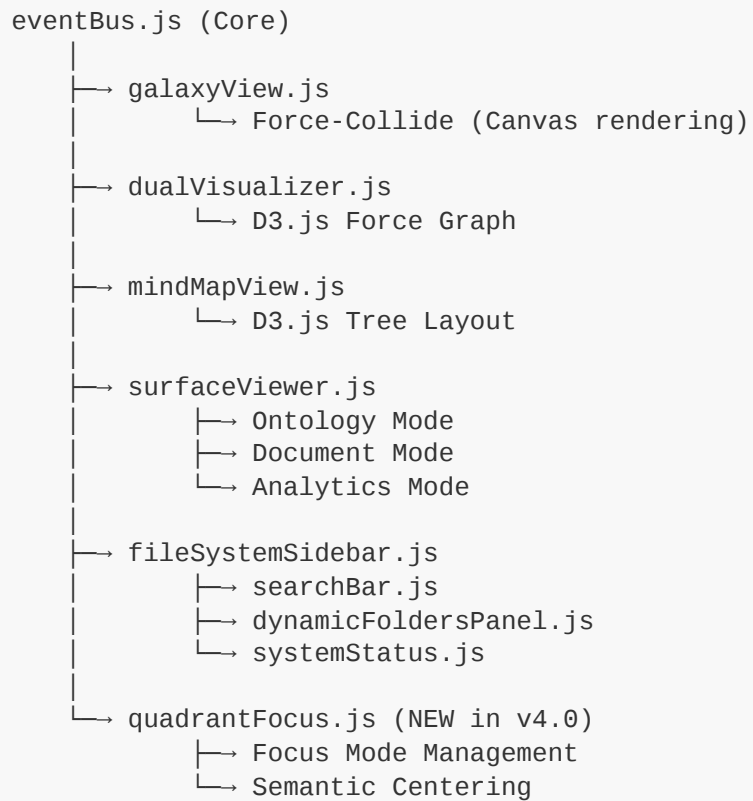 eventBus.js (Core)
│
├─→ galaxyView.js
│ └─→ Force-Collide (Canvas rendering)
│
├─→ dualVisualizer.js
│ └─→ D3.js Force Graph
│
├─→ mindMapView.js
│ └─→ D3.js Tree Layout
│
├─→ surfaceViewer.js
│ ├─→ Ontology Mode
│ ├─→ Document Mode
│ └─→ Analytics Mode
│
├─→ fileSystemSidebar.js
│ ├─→ searchBar.js
│ ├─→ dynamicFoldersPanel.js
│ └─→ systemStatus.js
│
└─→ quadrantFocus.js (NEW in v4.0)
├─→ Focus Mode Management
└─→ Semantic Centering